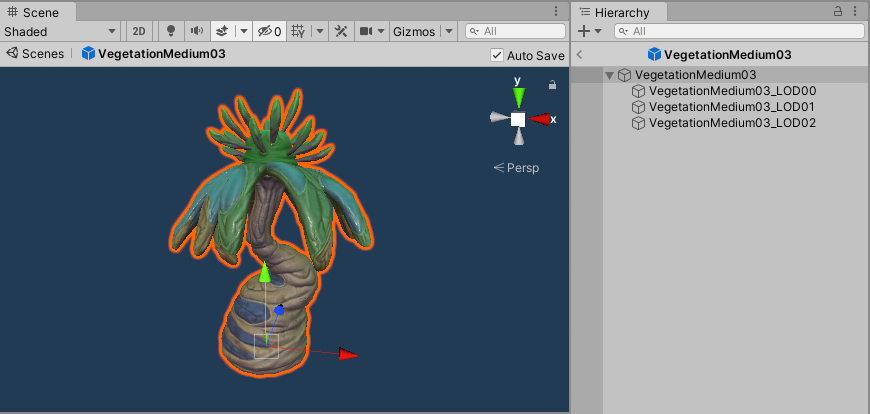 Scene
Shaded 2D 0 Gizmos All
Scenes VegetationMedium03 Auto Save
y
x
Persp
Hierarchy
All
VegetationMedium03
VegetationMedium03
VegetationMedium03_LOD00
VegetationMedium03_LOD01
VegetationMedium03_LOD02